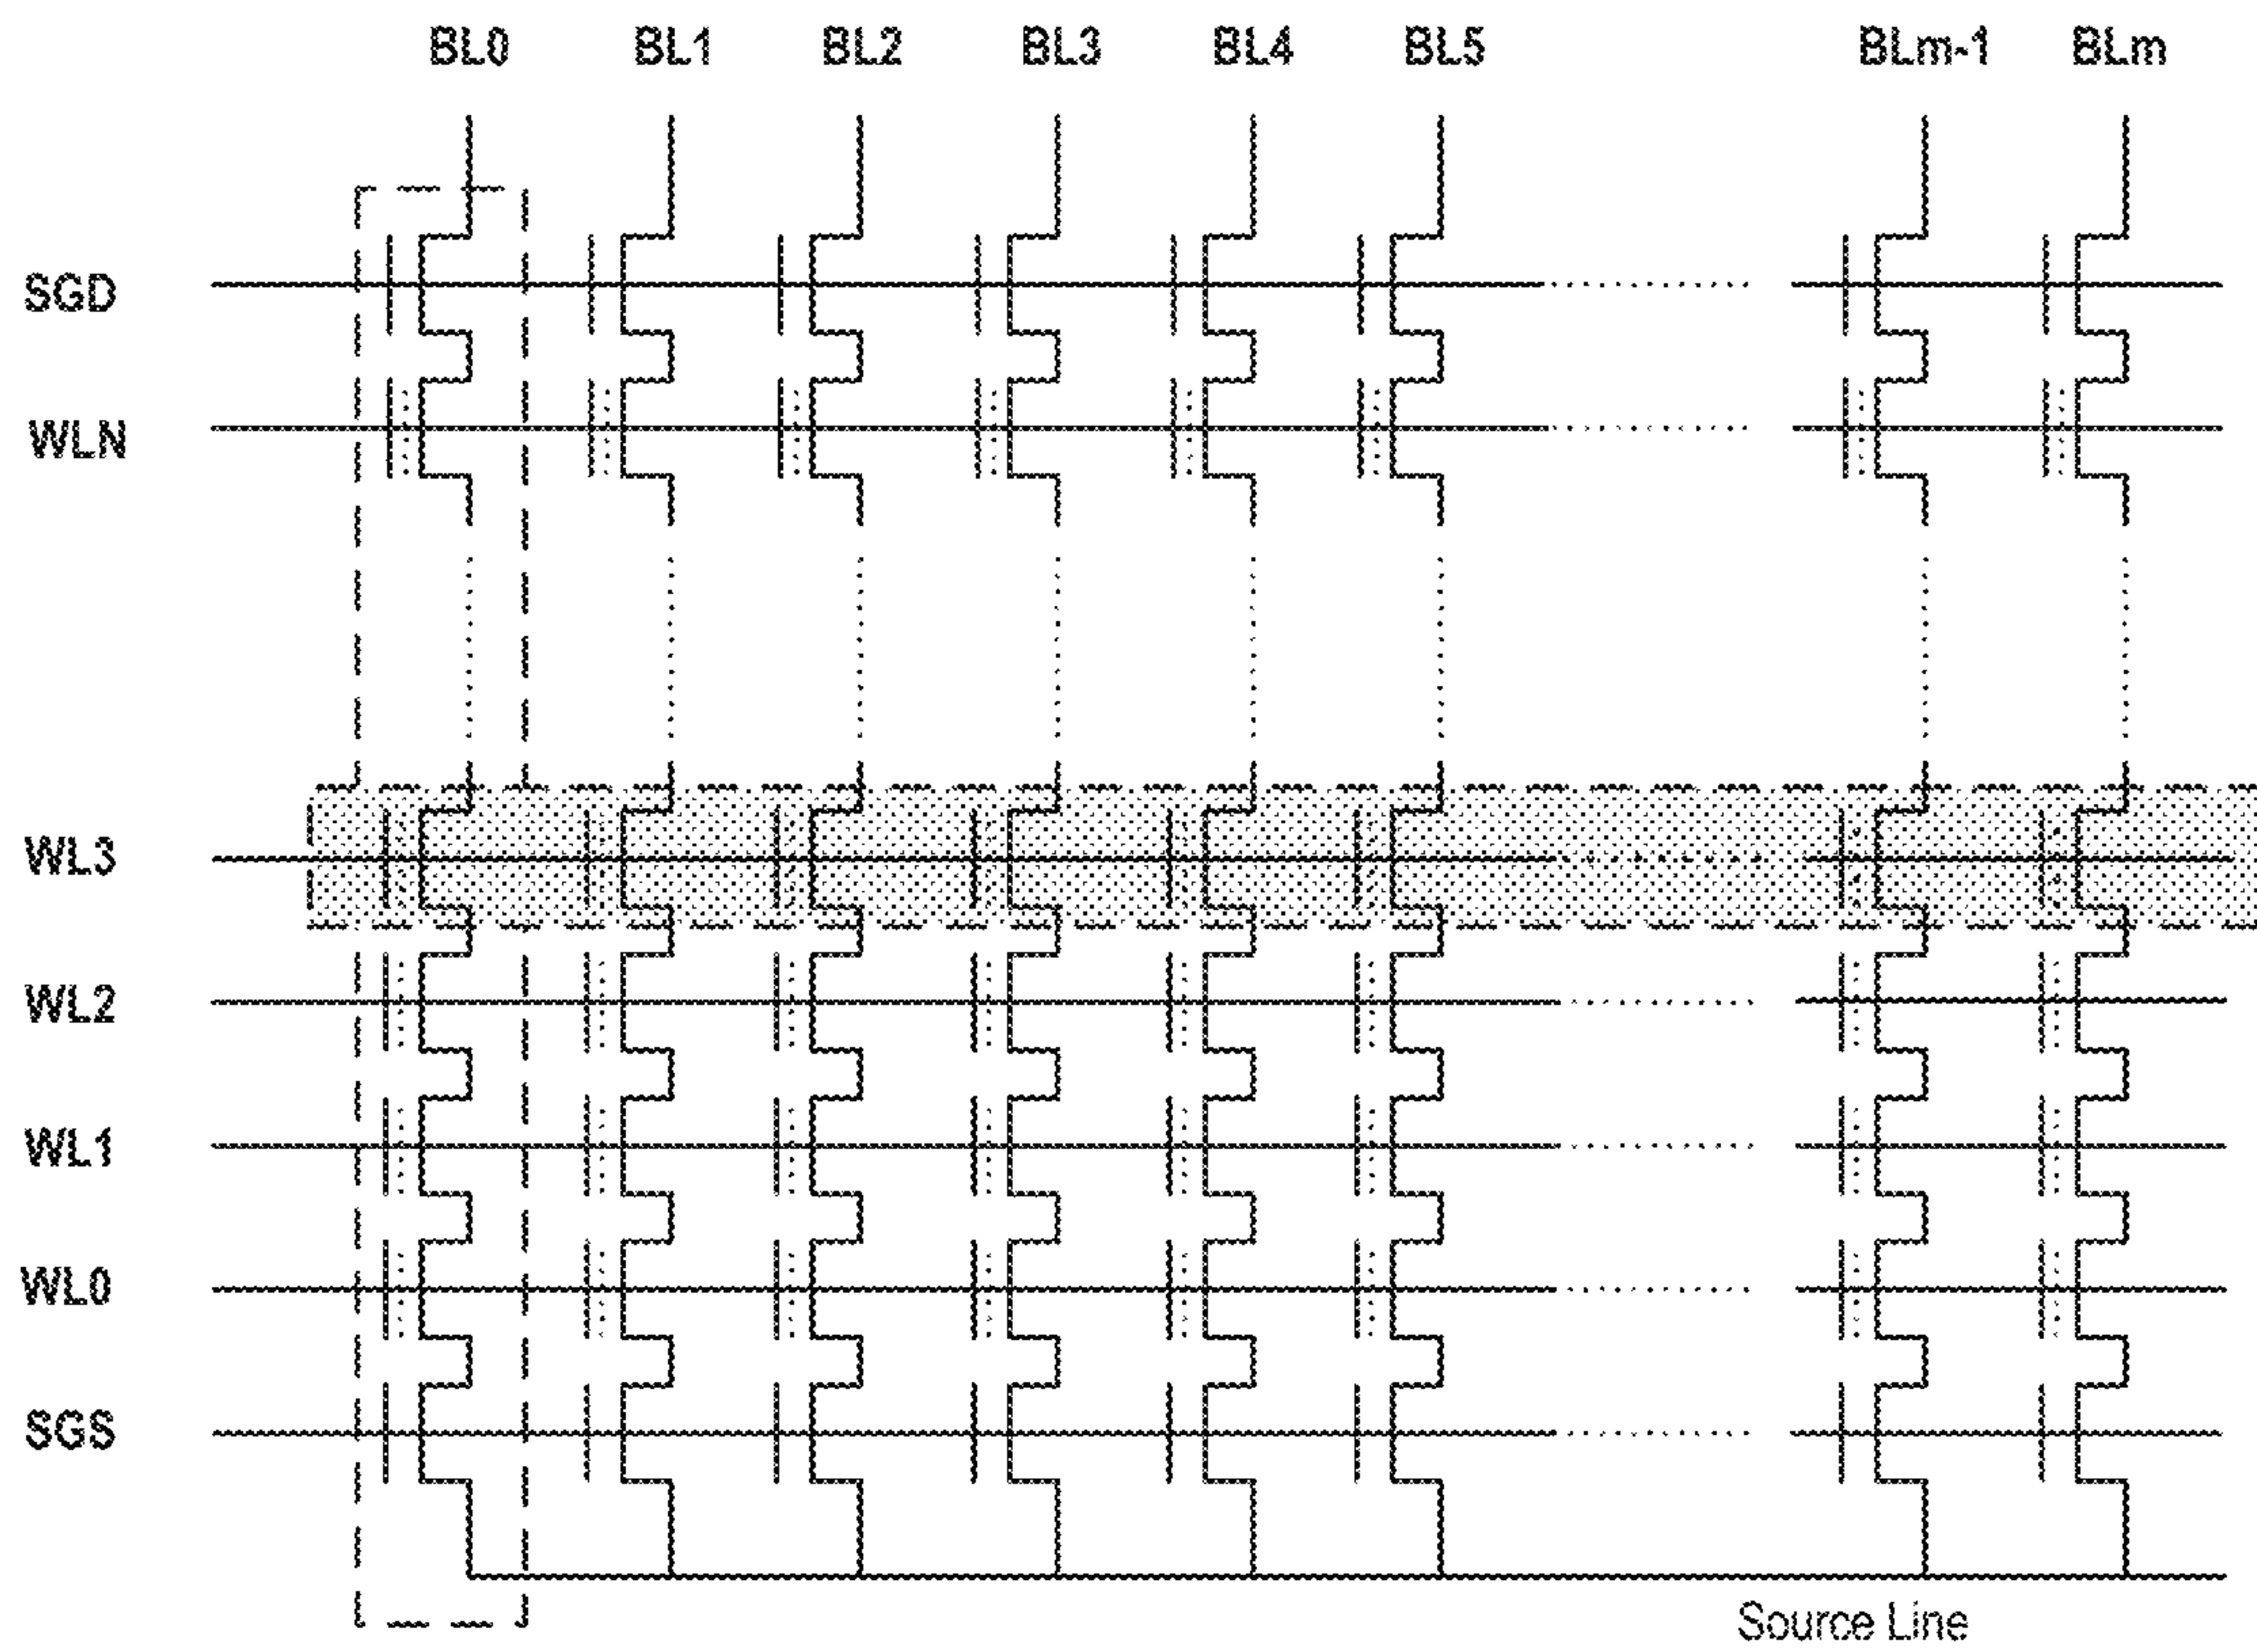 BL0 BL1 BL2 BL3 BL4 BL5 BLm-1 BLm
SGD
WLN
WL3
WL2
WL1
WL0
SGS
Source Line